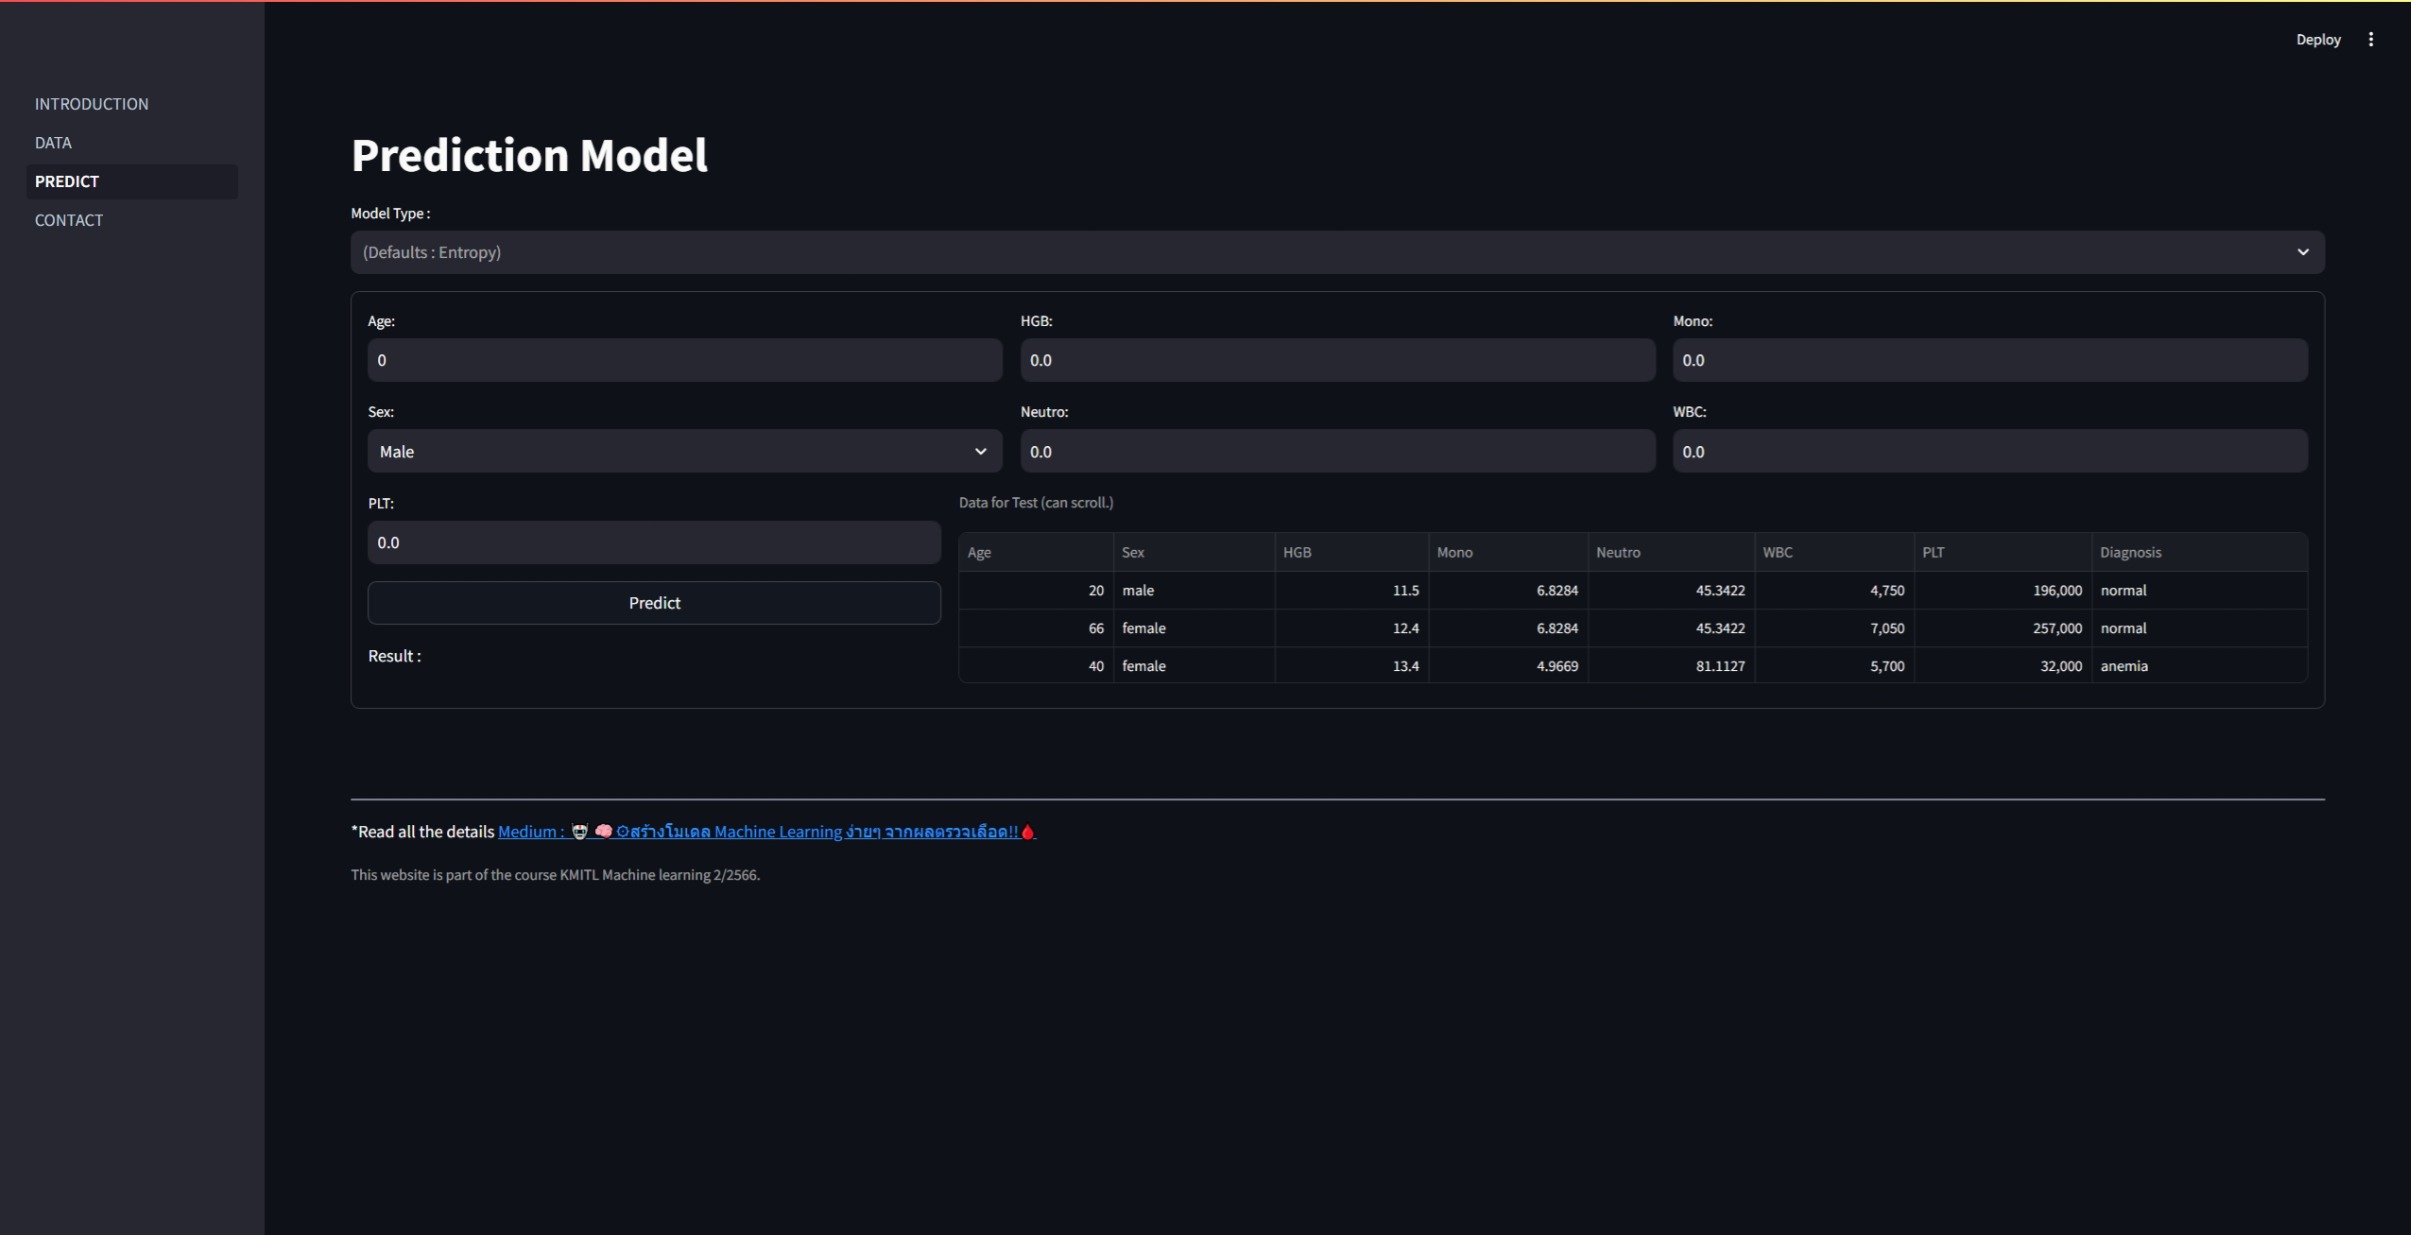 Deploy
INTRODUCTION
DATA
PREDICT
CONTACT
Prediction Model
Model Type :
(Defaults : Entropy)
Age: HGB: Mono:
0 0.0 0.0
Sex: Neutro: WBC:
Male 0.0 0.0
PLT:
0.0
Predict
Result :
Data for Test (can scroll.)
Age Sex HGB Mono Neutro WBC PLT Diagnosis
20 male 11.5 6.8284 45.3422 4,750 196,000 normal
66 female 12.4 6.8284 45.3422 7,050 257,000 normal
40 female 13.4 4.9669 81.1127 5,700 32,000 anemia
*Read all the details Medium : 🤖 🧠 ⚙สร้างโมเดล Machine Learning ง่ายๆ จากผลตรวจเลือด!!🩸
This website is part of the course KMITL Machine learning 2/2566.